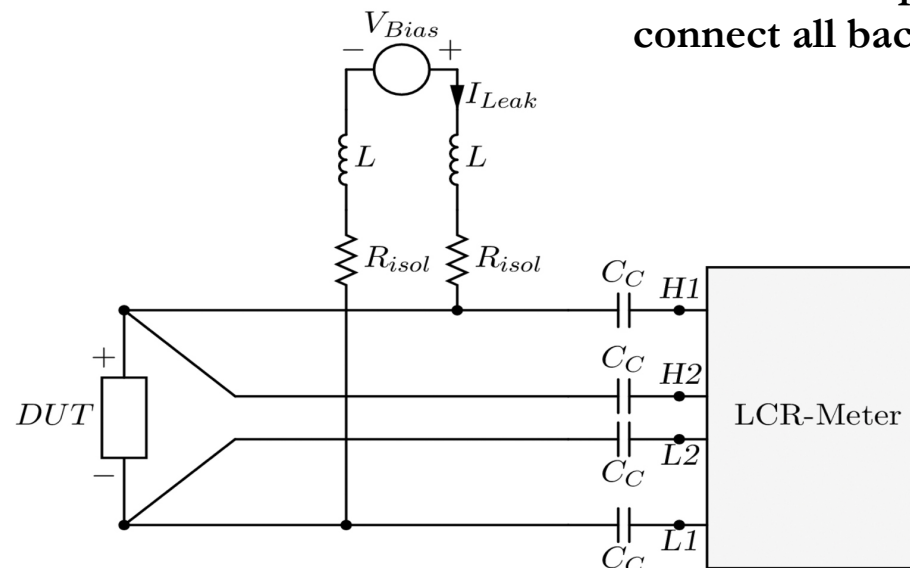 connect all bac
V_Bias
− +
I_Leak
L L
R_isol R_isol
C_C H1
+ C_C H2
DUT LCR-Meter
− L2
C_C
L1
C_C